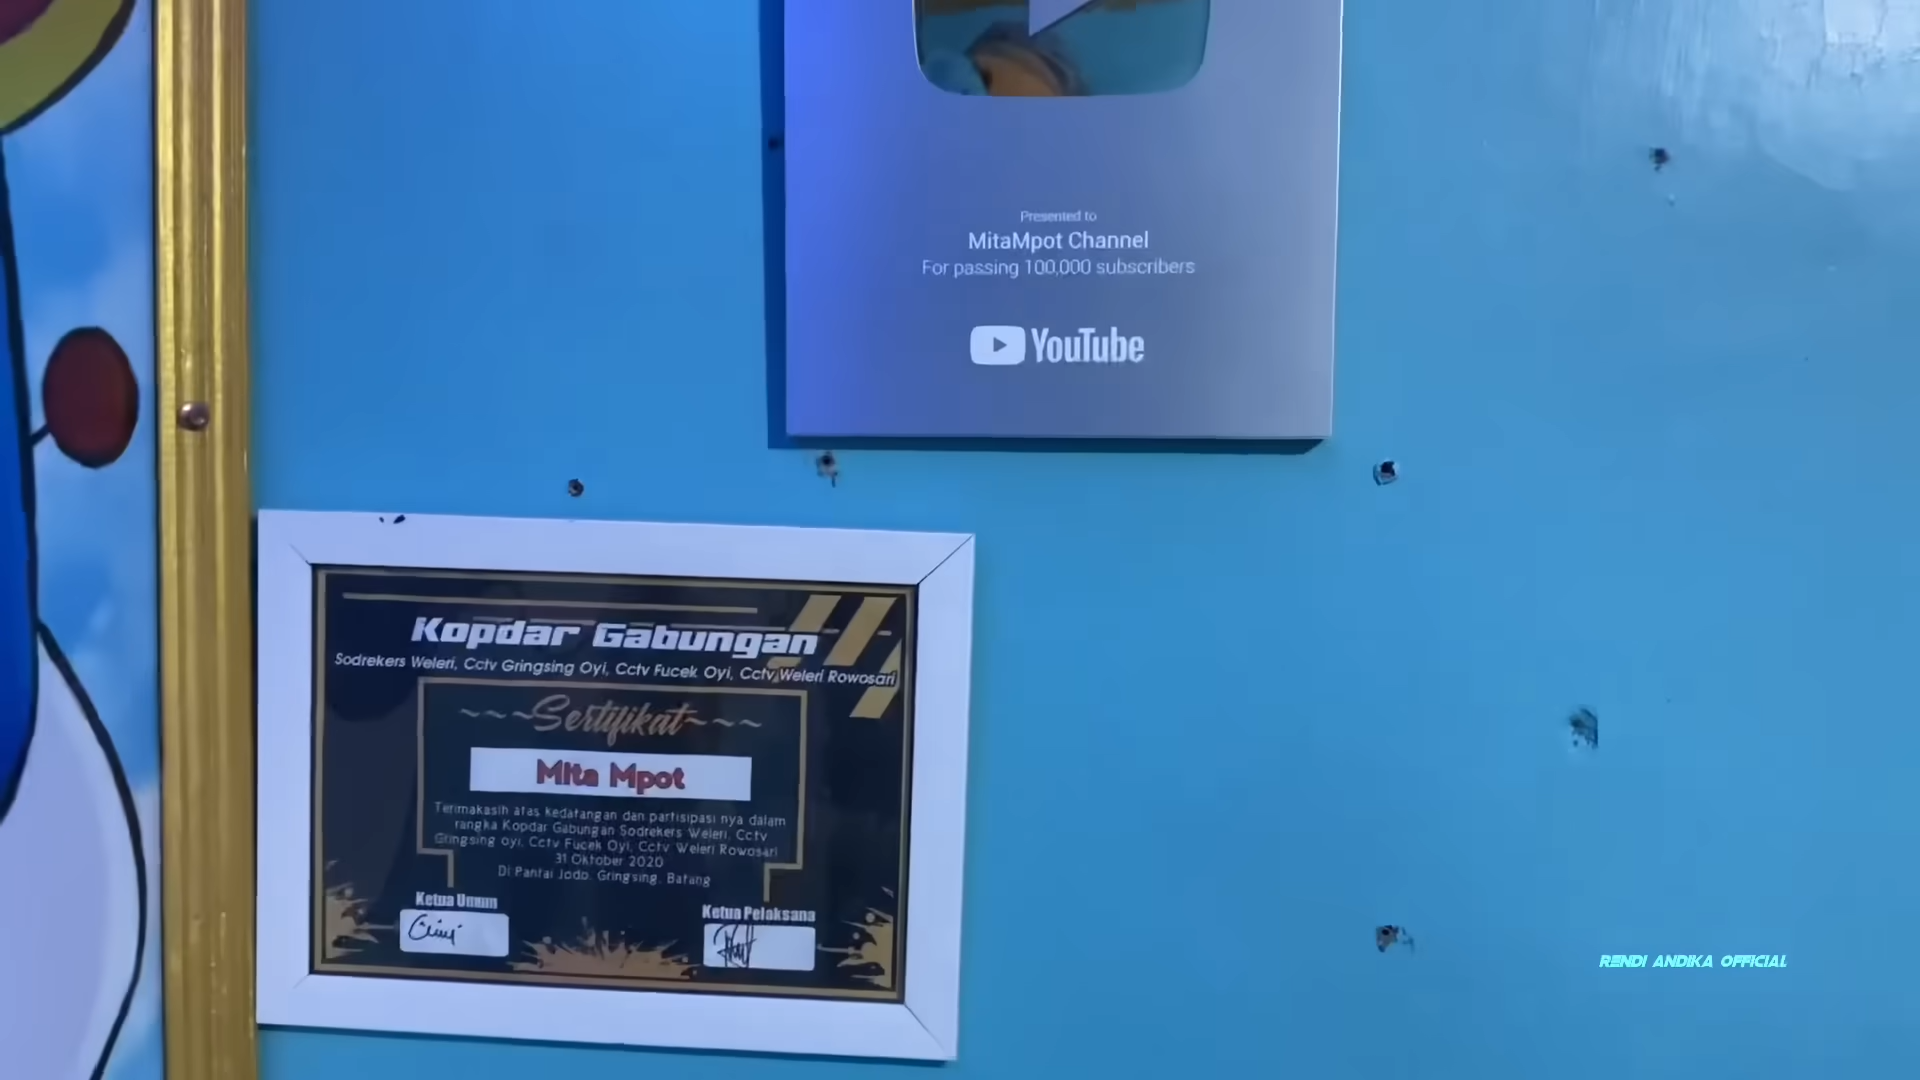 Presented to
MitaMpot Channel
For passing 100,000 subscribers
YouTube
Kopdar Gabungan
Sodrekers Weleri, Cctv Gringsing Oyi, Cctv Fucek Oyi, Cctv Weleri Rowosari
~~~Sertifikat~~~
Mita Mpot
Terimakasih atas kedatangan dan partisipasi nya dalam
rangka Kopdar Gabungan Sodrekers Weleri, Cctv
Gringsing oyi, Cctv Fucek Oyi, Cctv Weleri Rowosari
31 Oktober 2020
Di Pantai Jodo, Gringsing, Batang
Ketua Umum
Ketua Pelaksana
RENDI ANDIKA OFFICIAL